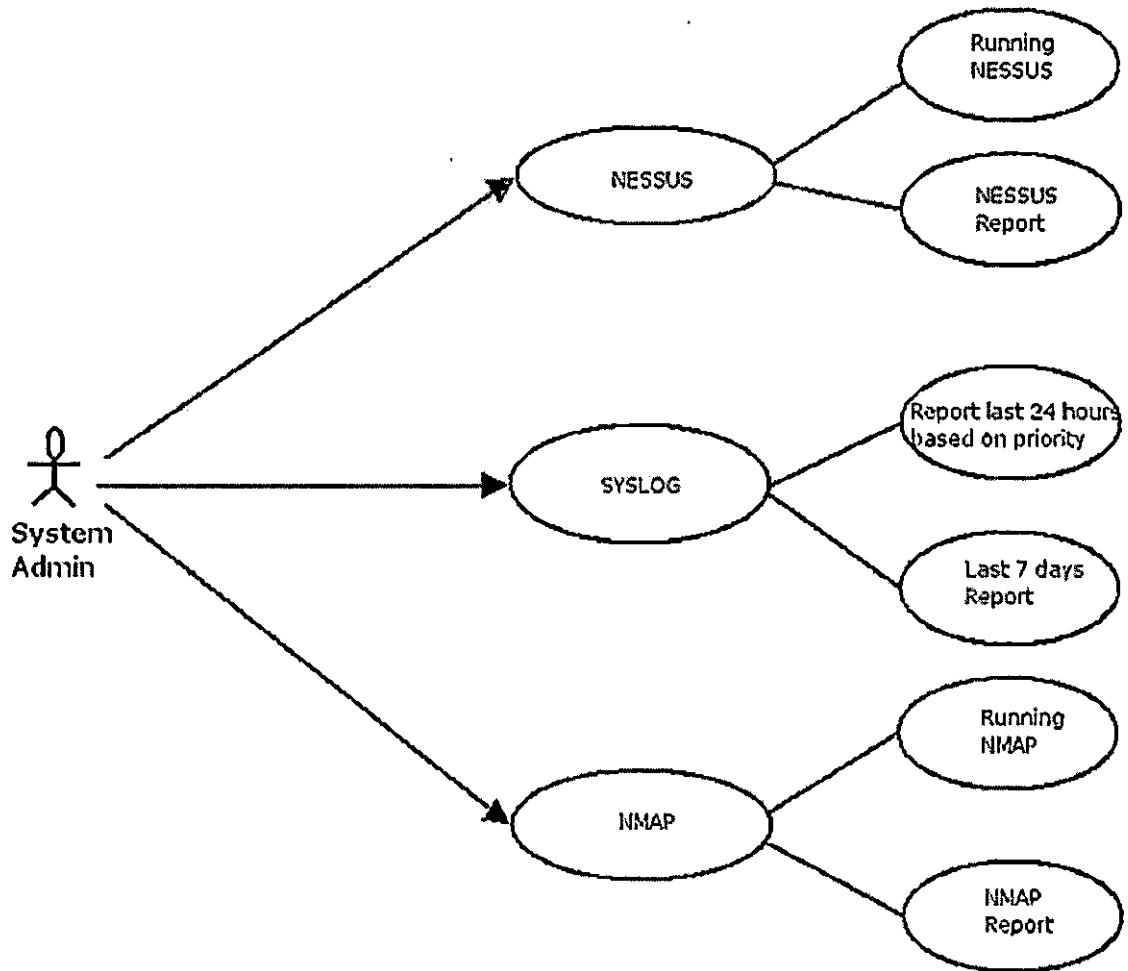 Running
NESSUS
NESSUS
NESSUS
Report
Report last 24 hours
based on priority
SYSLOG
System
Admin
Last 7 days
Report
Running
NMAP
NMAP
NMAP
Report